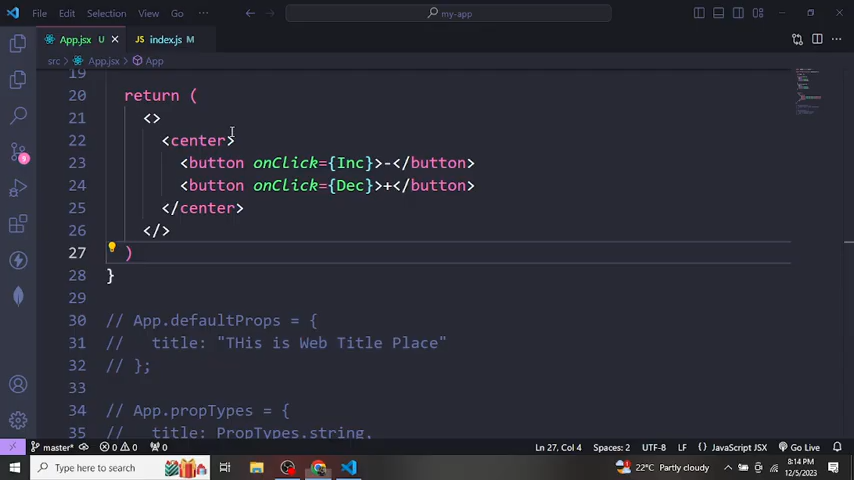 File Edit Selection View Go ··· my-app
App.jsx U index.js M
src > App.jsx > App
19
20 return (
21 <>
22 <center>
23 <button onClick={Inc}>-</button>
24 <button onClick={Dec}>+</button>
25 </center>
26 </>
27 )
28 }
29
30 // App.defaultProps = {
31 // title: "THis is Web Title Place"
32 // };
33
34 // App.propTypes = {
35 // title: PropTypes.string,
9
master* 0 0 0 Ln 27, Col 4 Spaces: 2 UTF-8 LF {} JavaScript JSX Go Live
Type here to search 22°C Partly cloudy 8:14 PM
12/5/2023